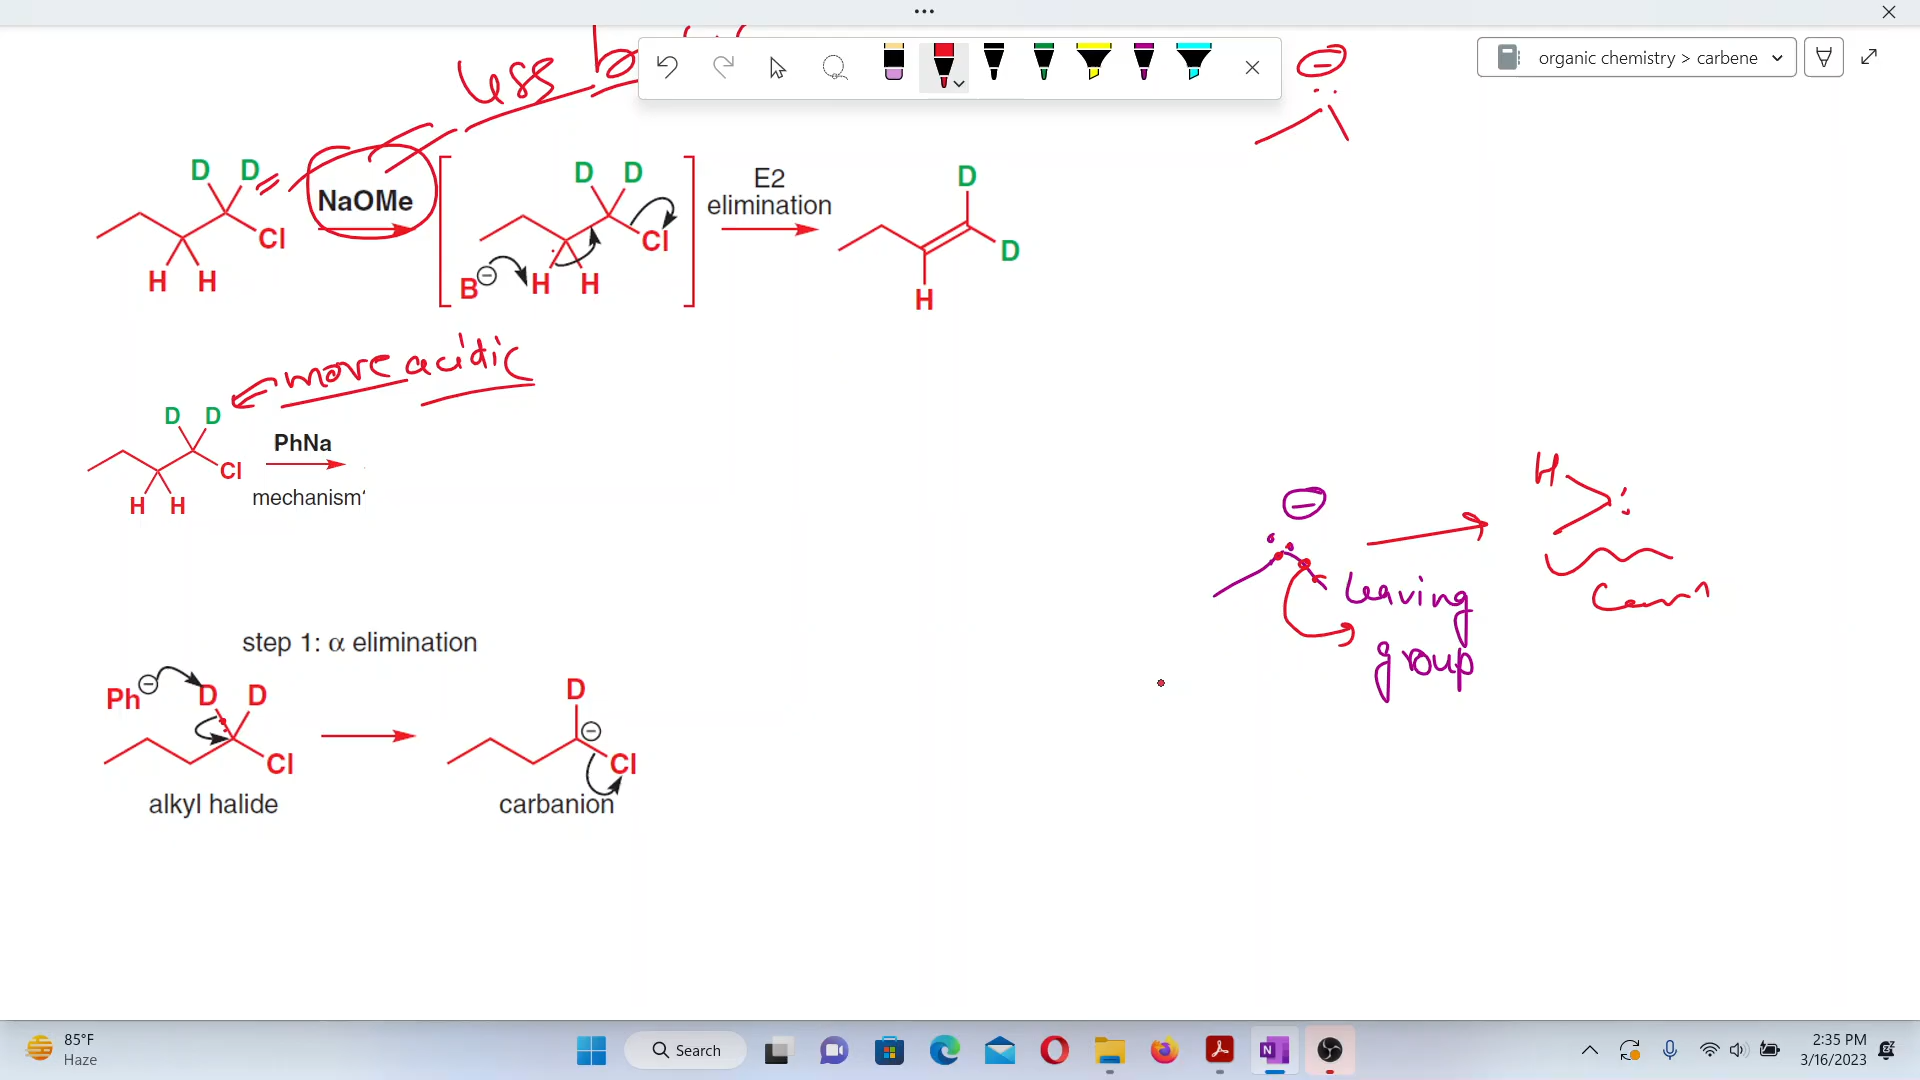 organic chemistry > carbene
less
D D
NaOMe
Cl
H H
D D
Cl
B
H H
E2
elimination
D
D
H
more acidic
D D
PhNa
Cl
H H
mechanism
H
leaving
group
step 1: α elimination
Ph
D D
Cl
alkyl halide
D
Cl
carbanion
85°F
Haze
Search
2:35 PM
3/16/2023